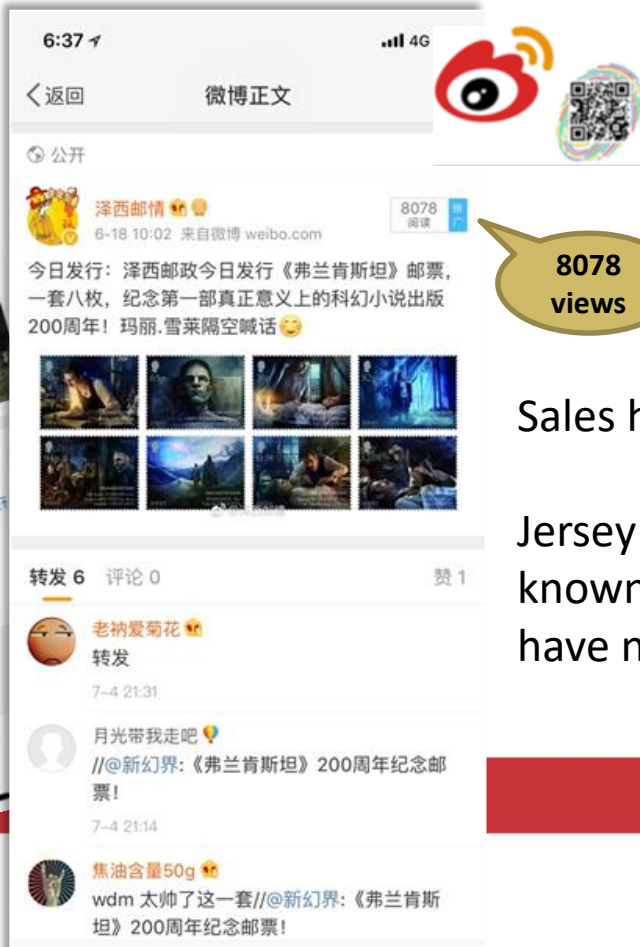 6:37
4G
返回
微博正文
公开
泽西邮情
8078
阅读
推广
6-18 10:02 来自微博 weibo.com
今日发行：泽西邮政今日发行《弗兰肯斯坦》邮票，
一套八枚，纪念第一部真正意义上的科幻小说出版
200周年！玛丽.雪莱隔空喊话
8078
views
Sales h
Jersey
known
have n
转发 6 评论 0 赞 1
老衲爱菊花
转发
7-4 21:31
月光带我走吧
//@新幻界:《弗兰肯斯坦》200周年纪念邮
票!
7-4 21:14
焦油含量50g
wdm 太帅了这一套//@新幻界:《弗兰肯斯
坦》200周年纪念邮票!